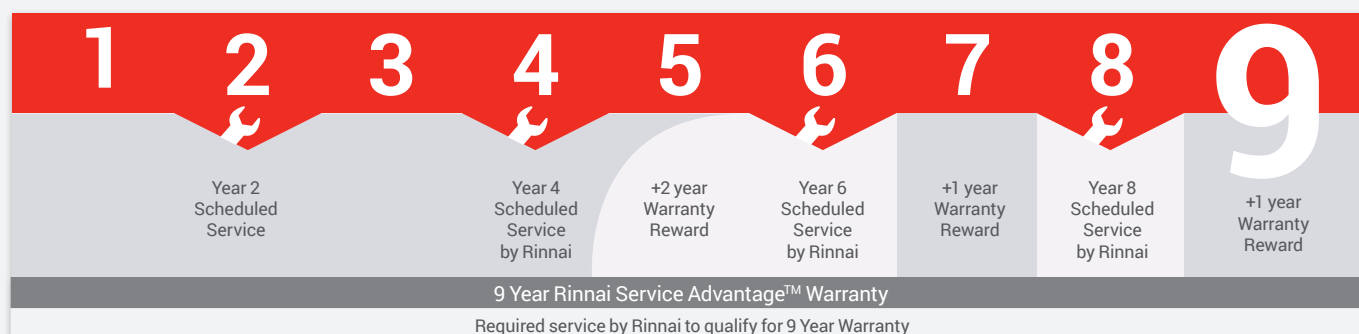 1 2 3 4 5 6 7 8 9
Year 2
Scheduled
Service
Year 4
Scheduled
Service
by Rinnai
+2 year
Warranty
Reward
Year 6
Scheduled
Service
by Rinnai
+1 year
Warranty
Reward
Year 8
Scheduled
Service
by Rinnai
+1 year
Warranty
Reward
9 Year Rinnai Service Advantage™ Warranty
Required service by Rinnai to qualify for 9 Year Warranty